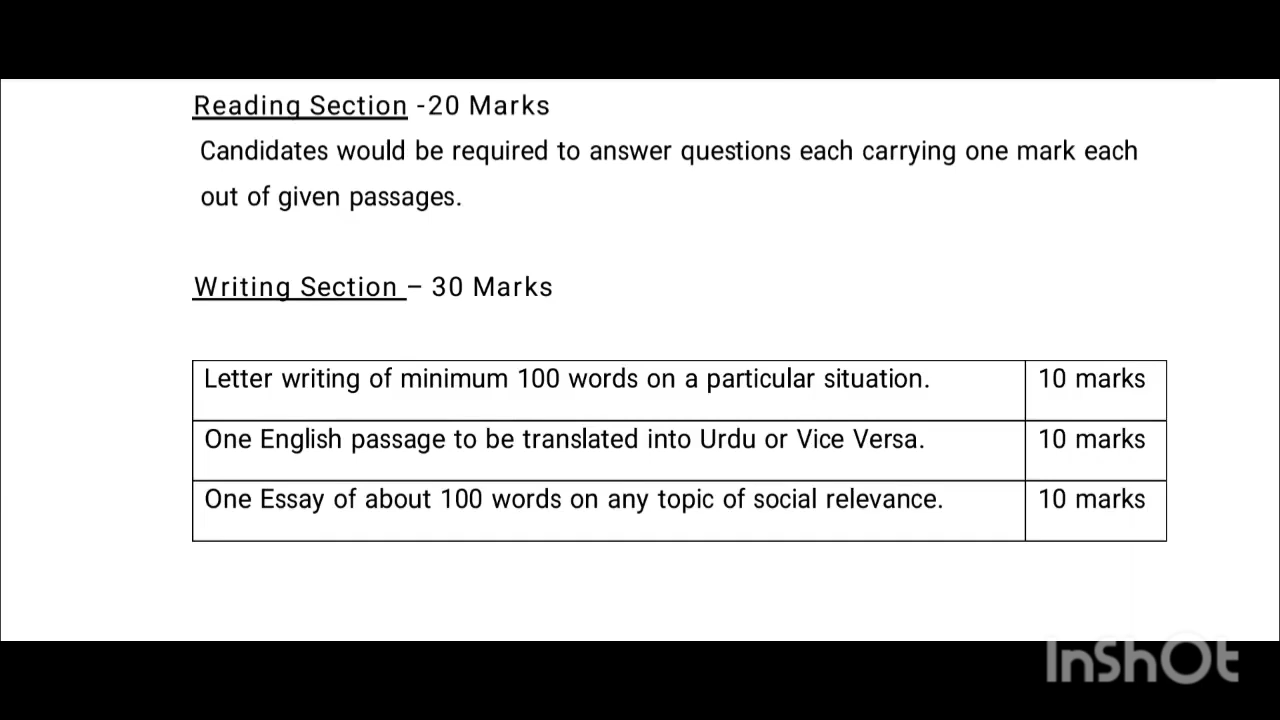 Reading Section -20 Marks
Candidates would be required to answer questions each carrying one mark each
out of given passages.
Writing Section – 30 Marks
Letter writing of minimum 100 words on a particular situation. 10 marks
One English passage to be translated into Urdu or Vice Versa. 10 marks
One Essay of about 100 words on any topic of social relevance. 10 marks
InShOt